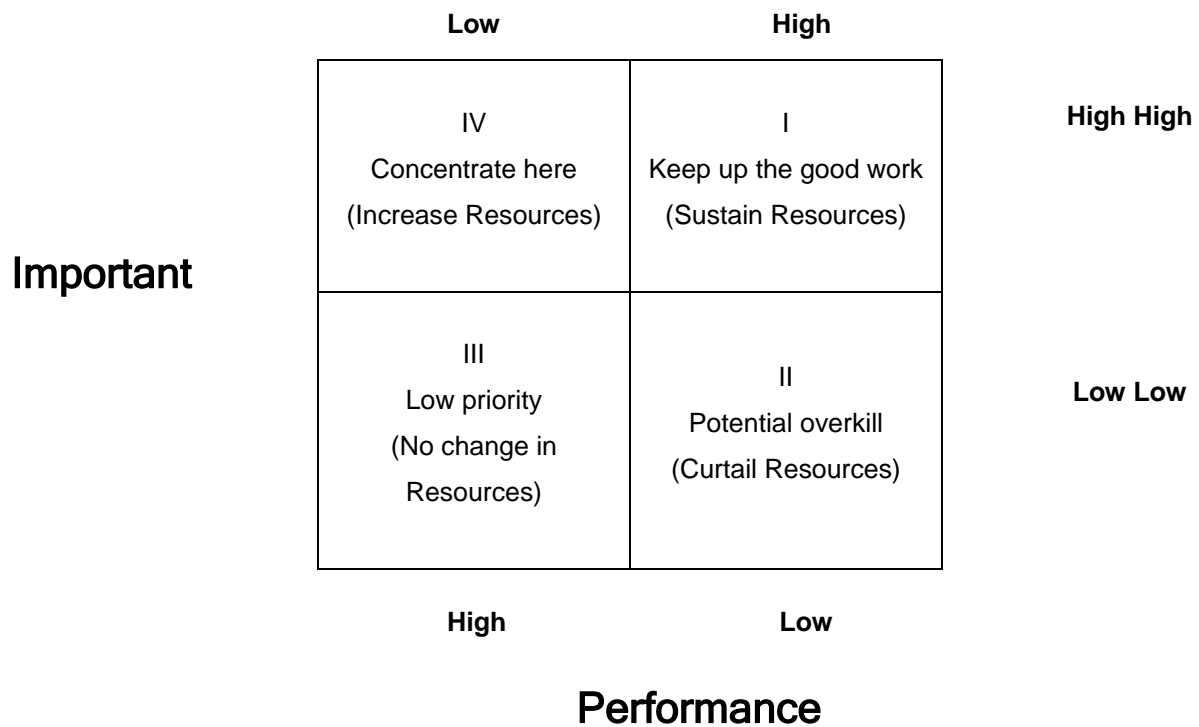 Low High
IV
Concentrate here
(Increase Resources)
I
Keep up the good work
(Sustain Resources)
High High
Important
III
Low priority
(No change in
Resources)
II
Potential overkill
(Curtail Resources)
Low Low
High Low
Performance